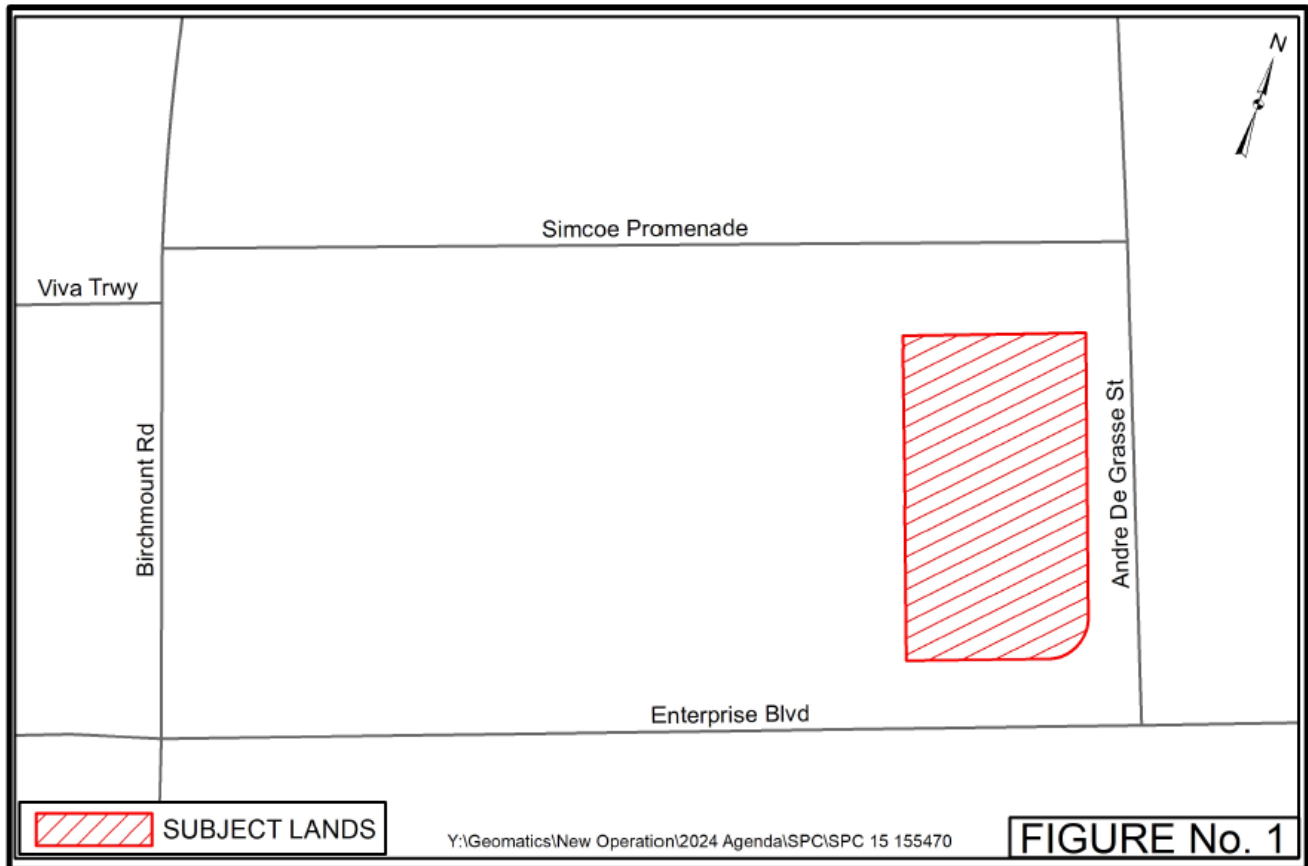 N
Simcoe Promenade
Viva Trwy
Birchmount Rd
Andre De Grasse St
Enterprise Blvd
SUBJECT LANDS
Y:\Geomatics\New Operation\2024 Agenda\SPC\SPC 15 155470
FIGURE No. 1